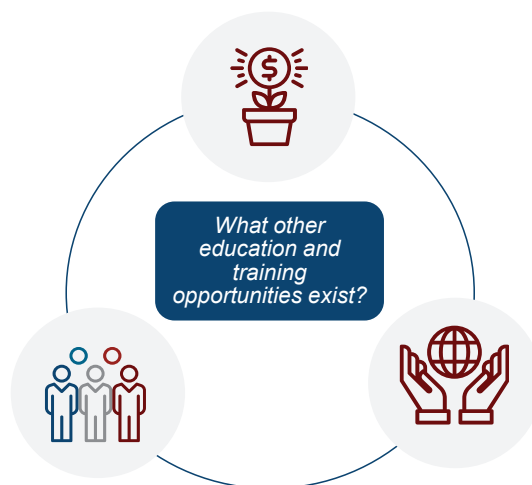 $
What other
education and
training
opportunities exist?